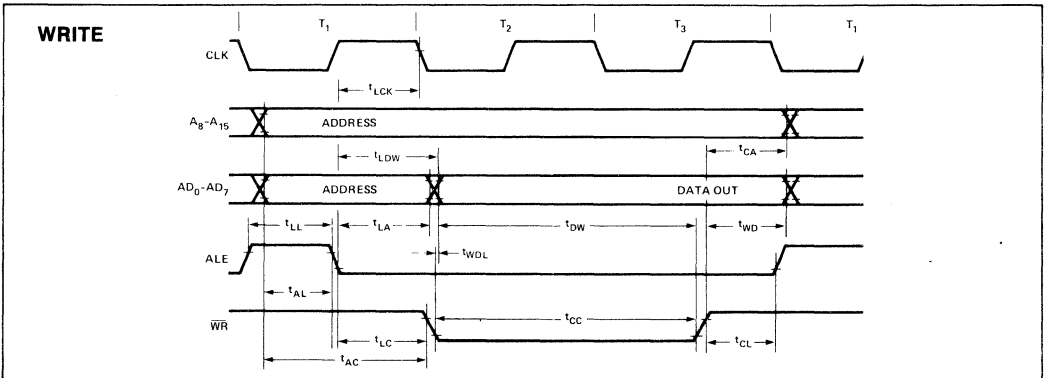 WRITE
T1 T2 T3 T1
CLK
tLCK
A8-A15 ADDRESS
tCA
tLDW
AD0-AD7 ADDRESS DATA OUT
tLL tLA tDW tWD
ALE tWDL
tAL
WR tCC
tLC tCL
tAC